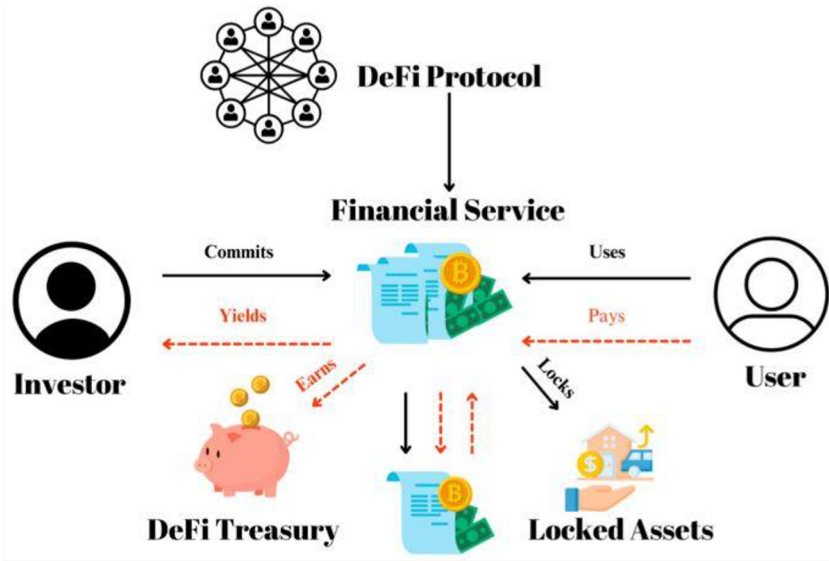 DeFi Protocol
Financial Service
Commits
Uses
Yields
Pays
Investor
Earns
Locks
User
DeFi Treasury
Locked Assets